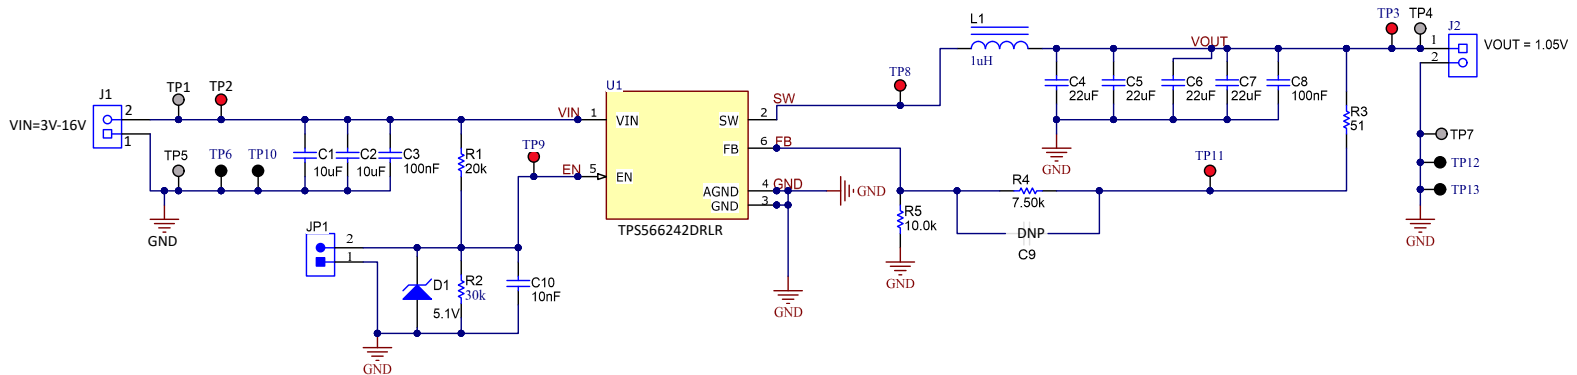 L1
1uH
TP3
TP4
J2
1
2
VOUT = 1.05V
VOUT
C4
22uF
C5
22uF
C6
22uF
C7
22uF
C8
100nF
R3
51
GND
TP7
TP12
TP13
GND
J1
VIN=3V-16V
2
1
TP1
TP2
TP5
TP6
TP10
GND
C1
10uF
C2
10uF
C3
100nF
R1
20k
TP9
VIN
EN
U1
1
5
VIN
EN
SW
FB
AGND
GND
2
6
4
3
TPS566242DRLR
SW
FB
GND
TP8
GND
GND
R5
10.0k
GND
R4
7.50k
DNP
C9
TP11
JP1
2
1
D1
5.1V
R2
30k
C10
10nF
GND